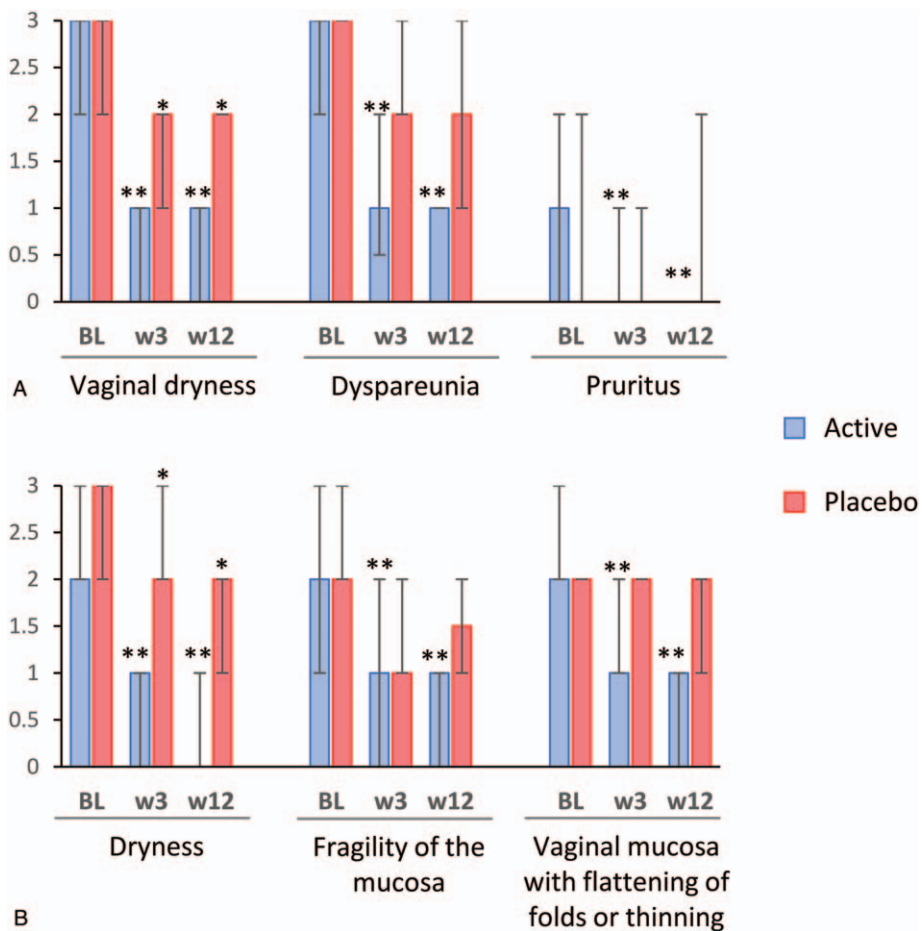 3
2.5
2
1.5
1
0.5
0
** * ** *
** **
** **
BL w3 w12 BL w3 w12 BL w3 w12
A Vaginal dryness Dyspareunia Pruritus
Active
Placebo
3
2.5
2
1.5
1
0.5
0
** * ** *
** **
** **
BL w3 w12 BL w3 w12 BL w3 w12
Dryness
Fragility of the
mucosa
Vaginal mucosa
with flattening of
folds or thinning
B